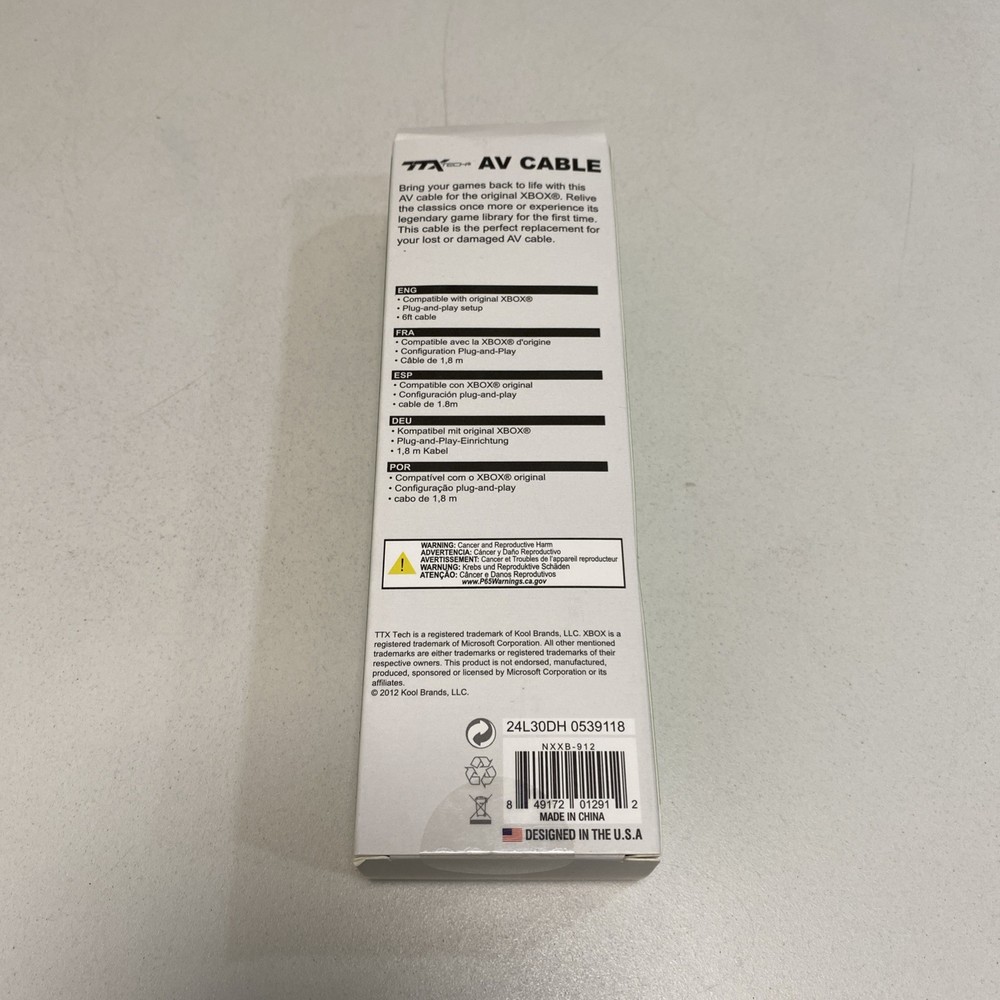 TTX TECH AV CABLE
Bring your games back to life with this
AV cable for the original XBOX®. Relive
the classics once more or experience its
legendary game library for the first time.
This cable is the perfect replacement for
your lost or damaged AV cable.
ENG
• Compatible with original XBOX®
• Plug-and-play setup
• 6ft cable
FRA
• Compatible avec la XBOX® d'origine
• Configuration Plug-and-Play
• Câble de 1,8 m
ESP
• Compatible con XBOX® original
• Configuración plug-and-play
• cable de 1.8m
DEU
• Kompatibel mit original XBOX®
• Plug-and-Play-Einrichtung
• 1,8 m Kabel
POR
• Compatível com o XBOX® original
• Configuração plug-and-play
• cabo de 1,8 m
WARNING: Cancer and Reproductive Harm
ADVERTENCIA: Cáncer y Daño Reproductivo
AVERTISSEMENT: Cancer et Troubles de l'appareil reproducteur
WARNUNG: Krebs und Reproduktive Schäden
ATENÇÃO: Câncer e Danos Reprodutivos
www.P65Warnings.ca.gov
TTX Tech is a registered trademark of Kool Brands, LLC. XBOX is a
registered trademark of Microsoft Corporation. All other mentioned
trademarks are either trademarks or registered trademarks of their
respective owners. This product is not endorsed, manufactured,
produced, sponsored or licensed by Microsoft Corporation or its
affiliates.
© 2012 Kool Brands, LLC.
24L30DH 0539118
NXXB-912
8 49172 01291 2
MADE IN CHINA
DESIGNED IN THE U.S.A